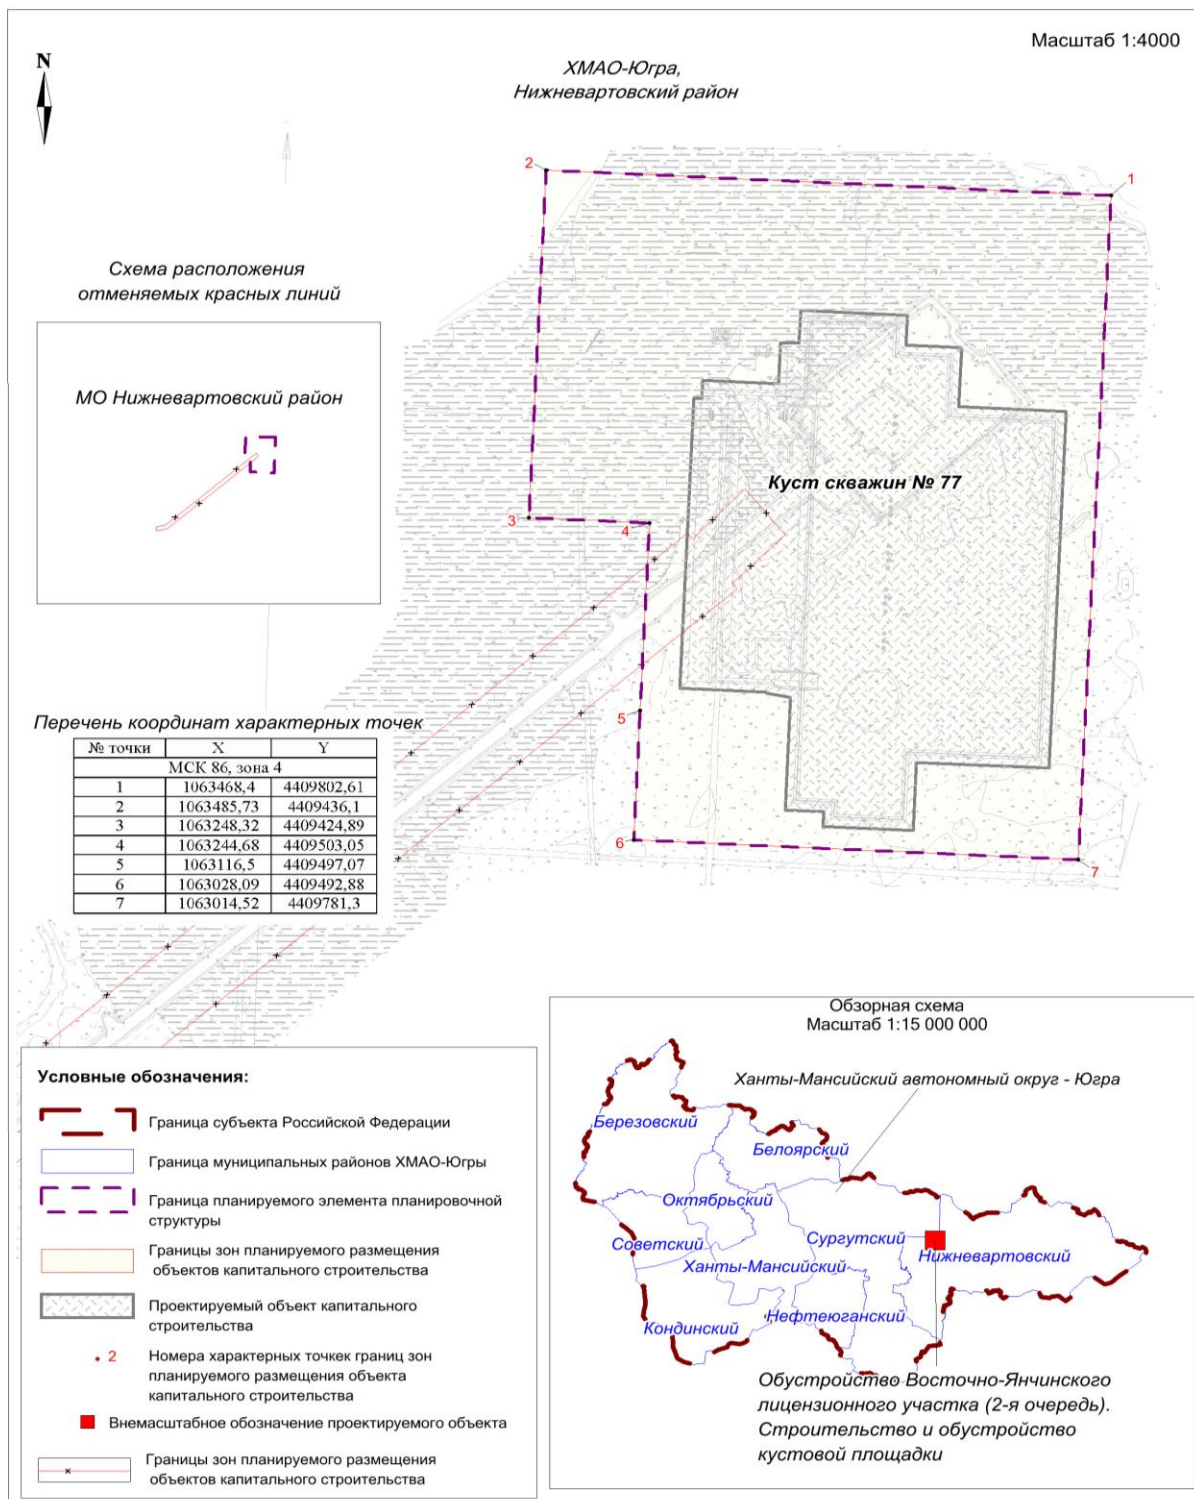 Масштаб 1:4000
N
ХМАО-Югра,
Нижневартовский район
2
1
Схема расположения
отменяемых красных линий
МО Нижневартовский район
Куст скважин № 77
3
4
5
6
7
Перечень координат характерных точек
№ точки X Y
МСК 86, зона 4
1 1063468,4 4409802,61
2 1063485,73 4409436,1
3 1063248,32 4409424,89
4 1063244,68 4409503,05
5 1063116,5 4409497,07
6 1063028,09 4409492,88
7 1063014,52 4409781,3
Условные обозначения:
Граница субъекта Российской Федерации
Граница муниципальных районов ХМАО-Югры
Граница планируемого элемента планировочной
структуры
Границы зон планируемого размещения
объектов капитального строительства
Проектируемый объект капитального
строительства
2 Номера характерных точкек границ зон
планируемого размещения объекта
капитального строительства
Внемасштабное обозначение проектируемого объекта
Границы зон планируемого размещения
объектов капитального строительства
Обзорная схема
Масштаб 1:15 000 000
Ханты-Мансийский автономный округ - Югра
Березовский
Белоярский
Октябрьский
Советский
Сургутский
Нижневартовский
Ханты-Мансийский
Нефтеюганский
Кондинский
Обустройство Восточно-Янчинского
лицензионного участка (2-я очередь).
Строительство и обустройство
кустовой площадки